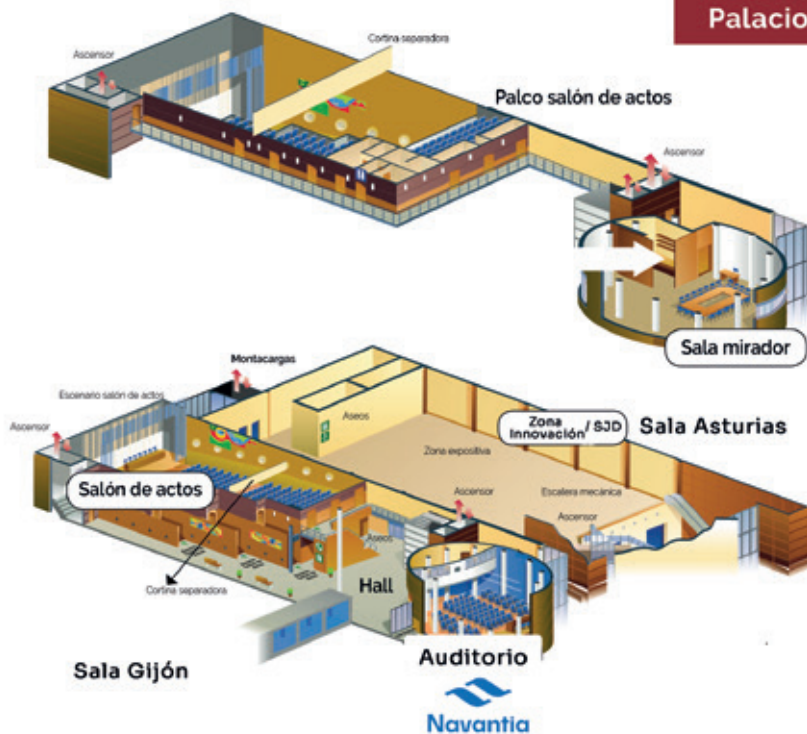 Palacio
Cortina separadora
Ascensor
Palco salón de actos
Ascensor
Sala mirador
Montacargas
Escenario salón de actos
Aseos
Zona
Innovación / SJD
Sala Asturias
Ascensor
Zona expositiva
Salón de actos
Ascensor
Escalera mecánica
Ascensor
Aseos
Cortina separadora
Hall
Auditorio
Sala Gijón
Navantia